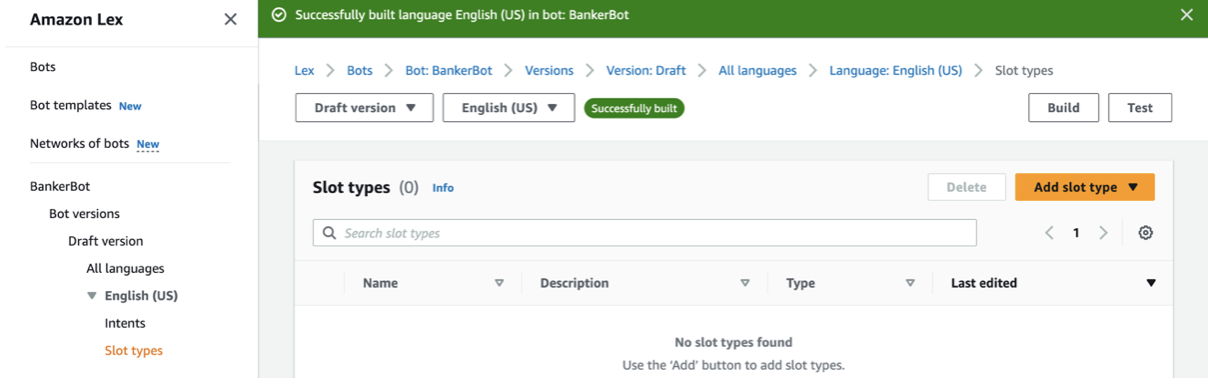 Amazon Lex
Bots
Bot templates New
Networks of bots New
BankerBot
Bot versions
Draft version
All languages
English (US)
Intents
Slot types
Successfully built language English (US) in bot: BankerBot
Lex > Bots > Bot: BankerBot > Versions > Version: Draft > All languages > Language: English (US) > Slot types
Draft version English (US) Successfully built Build Test
Slot types (0) Info Delete Add slot type
Search slot types 1
Name Description Type Last edited
No slot types found
Use the 'Add' button to add slot types.